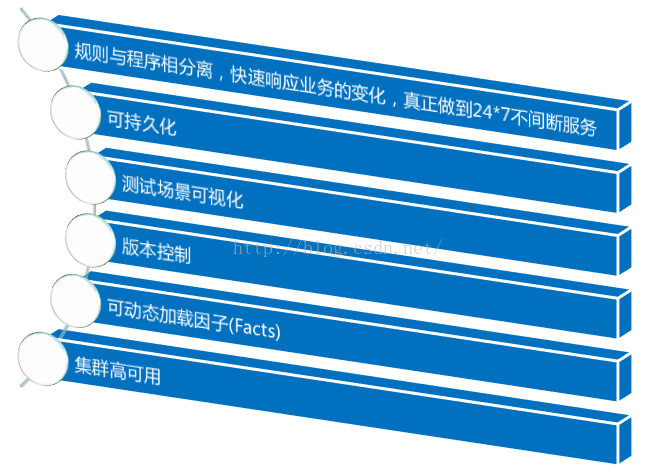 规则与程序相分离，快速响应业务的变化，真正做到24*7不间断服务
可持久化
测试场景可视化
版本控制
http://blog.csdn.net/
可动态加载因子(Facts)
集群高可用